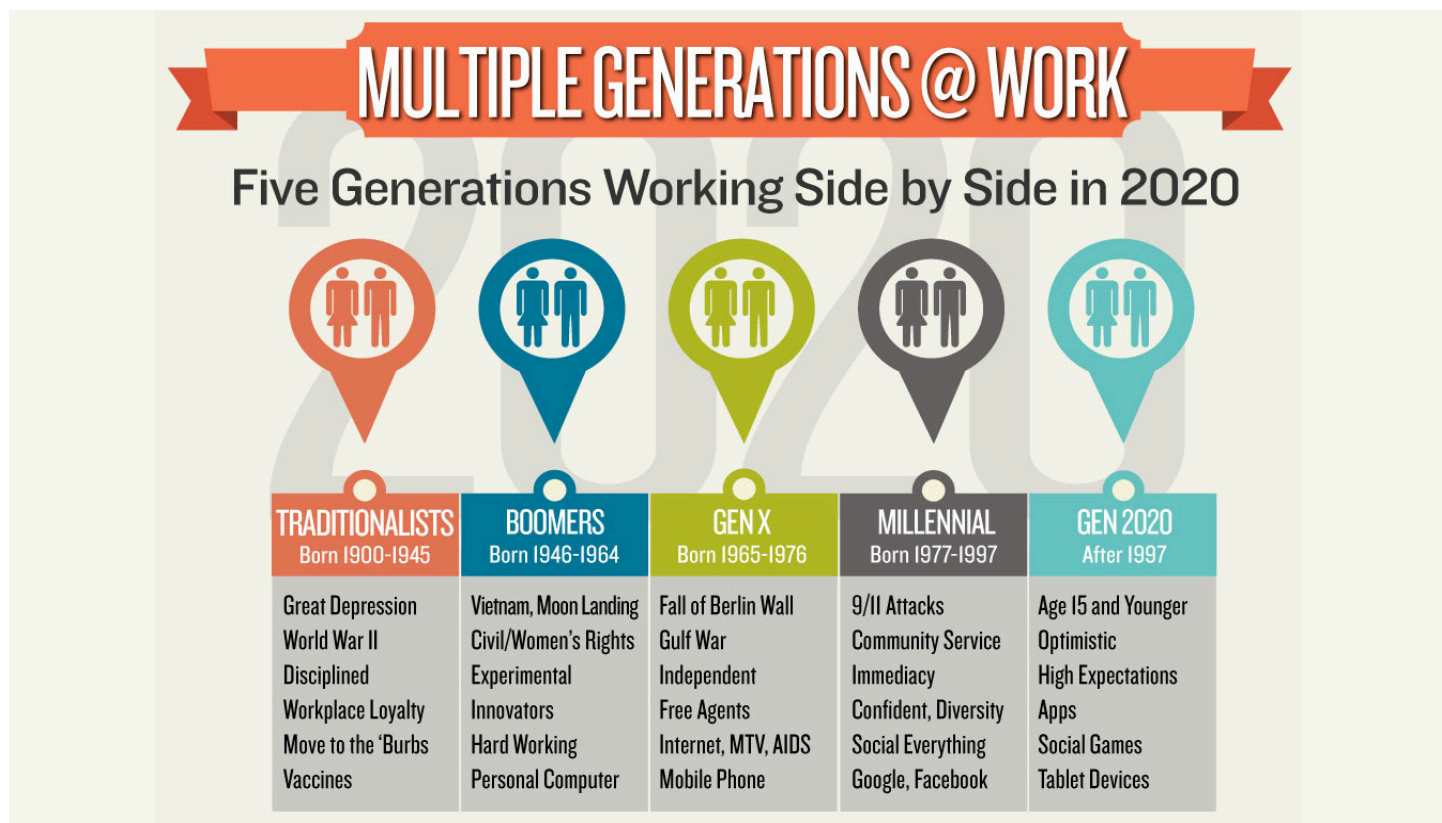 MULTIPLE GENERATIONS @ WORK
2020
Five Generations Working Side by Side in 2020
TRADITIONALISTS
Born 1900-1945
Great Depression
World War II
Disciplined
Workplace Loyalty
Move to the ‘Burbs
Vaccines
BOOMERS
Born 1946-1964
Vietnam, Moon Landing
Civil/Women’s Rights
Experimental
Innovators
Hard Working
Personal Computer
GEN X
Born 1965-1976
Fall of Berlin Wall
Gulf War
Independent
Free Agents
Internet, MTV, AIDS
Mobile Phone
MILLENNIAL
Born 1977-1997
9/11 Attacks
Community Service
Immediacy
Confident, Diversity
Social Everything
Google, Facebook
GEN 2020
After 1997
Age 15 and Younger
Optimistic
High Expectations
Apps
Social Games
Tablet Devices